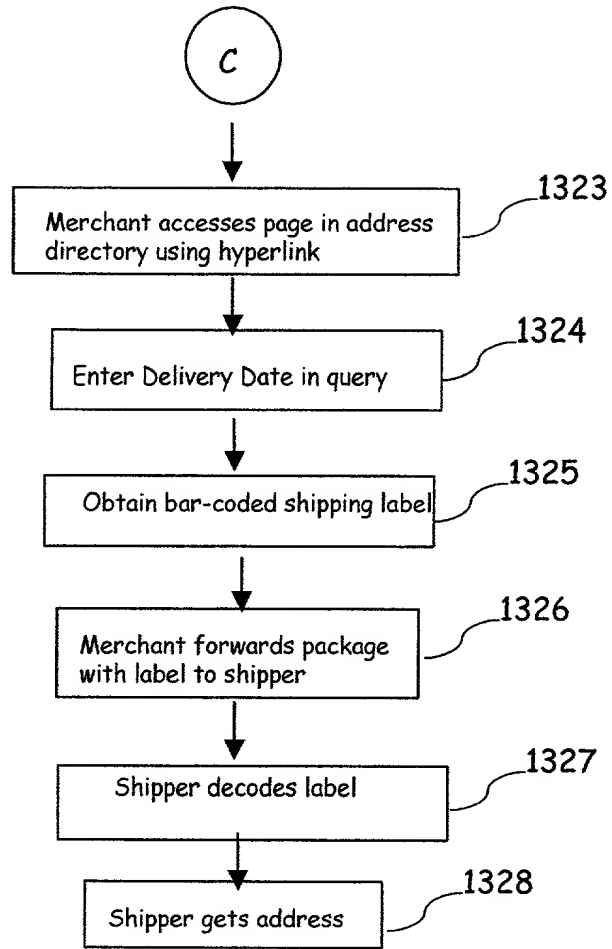 C
1323
Merchant accesses page in address
directory using hyperlink
1324
Enter Delivery Date in query
1325
Obtain bar-coded shipping label
1326
Merchant forwards package
with label to shipper
1327
Shipper decodes label
1328
Shipper gets address